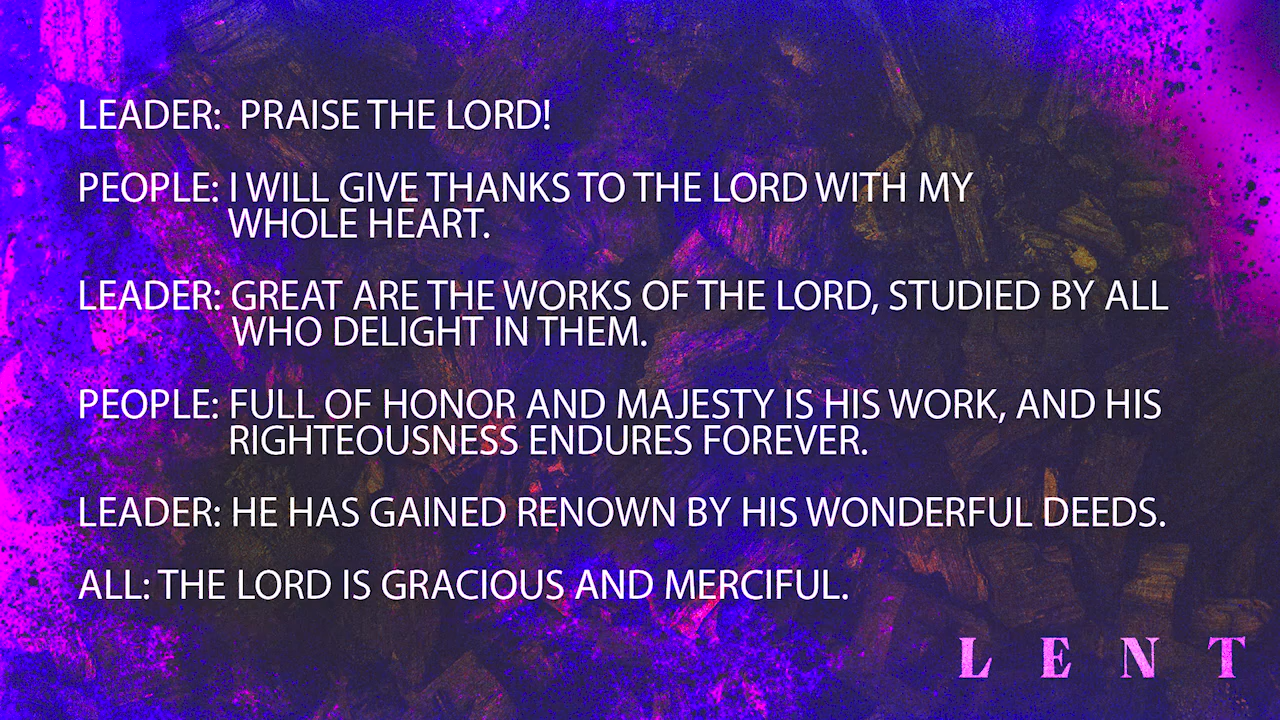 LEADER:  PRAISE THE LORD!
PEOPLE: I WILL GIVE THANKS TO THE LORD WITH MY
WHOLE HEART.
LEADER: GREAT ARE THE WORKS OF THE LORD, STUDIED BY ALL
WHO DELIGHT IN THEM.
PEOPLE: FULL OF HONOR AND MAJESTY IS HIS WORK, AND HIS
RIGHTEOUSNESS ENDURES FOREVER.
LEADER: HE HAS GAINED RENOWN BY HIS WONDERFUL DEEDS.
ALL: THE LORD IS GRACIOUS AND MERCIFUL.
LENT